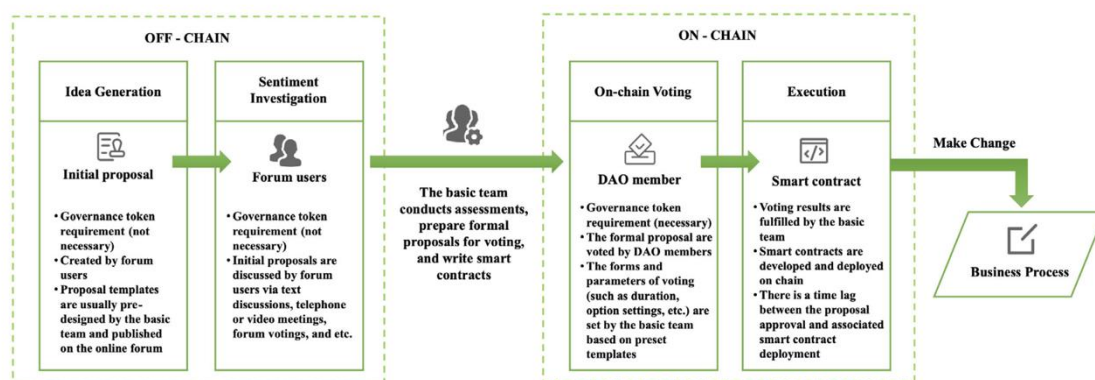 OFF - CHAIN
Idea Generation
Initial proposal
• Governance token
requirement (not
necessary)
• Created by forum
users
• Proposal templates
are usually pre-
designed by the basic
team and published
on the online forum
Sentiment
Investigation
Forum users
• Governance token
requirement (not
necessary)
• Initial proposals are
discussed by forum
users via text
discussions, telephone
or video meetings,
forum votings, and etc.
The basic team
conducts assessments,
prepare formal
proposals for voting,
and write smart
contracts
ON - CHAIN
On-chain Voting
DAO member
• Governance token
requirement (necessary)
• The formal proposal are
voted by DAO members
• The forms and
parameters of voting
(such as duration,
option settings, etc.) are
set by the basic team
based on preset
templates
Execution
Smart contract
• Voting results are
fulfilled by the basic
team
• Smart contracts are
developed and deployed
on chain
• There is a time lag
between the proposal
approval and associated
smart contract
deployment
Make Change
Business Process